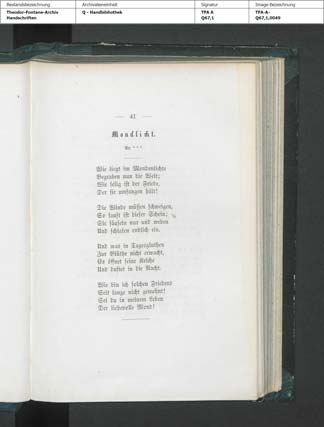 Bestandsbezeichnung
Archivalieneinheit
Signatur
Image-Bezeichnung
Theodor-Fontane-Archiv
Handschriften
Q - Handbibliothek
TFA A
Q67,1
TFA-A-
Q67,1,0049
— 41 —
Mondlicht.
An ***
Wie liegt im Mondenlichte
Begraben nun die Welt;
Wie selig ist der Friede,
Der sie umfangen hält!
Die Winde müssen schweigen,
So sanft ist dieser Schein;
Sie säuseln nur und weben
Und schlafen endlich ein.
Und was in Tagesgluthen
Zur Blüthe nicht erwacht,
Es öffnet seine Kelche
Und duftet in die Nacht.
Wie bin ich solchen Friedens
Seit lange nicht gewohnt!
Sei du in meinem Leben
Der liebevolle Mond!